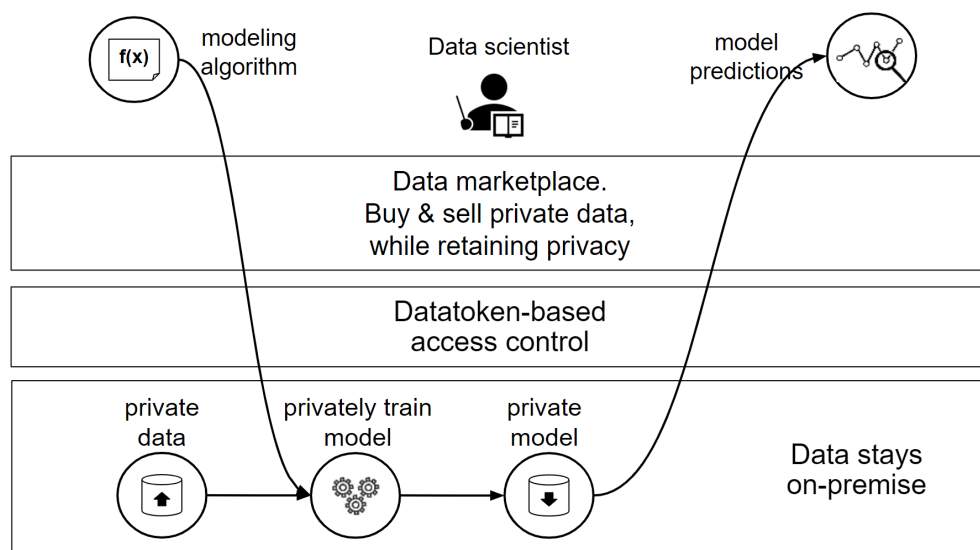 f(x)
modeling
algorithm
Data scientist
model
predictions
Data marketplace.
Buy & sell private data,
while retaining privacy
Datatoken-based
access control
private
data
privately train
model
private
model
Data stays
on-premise